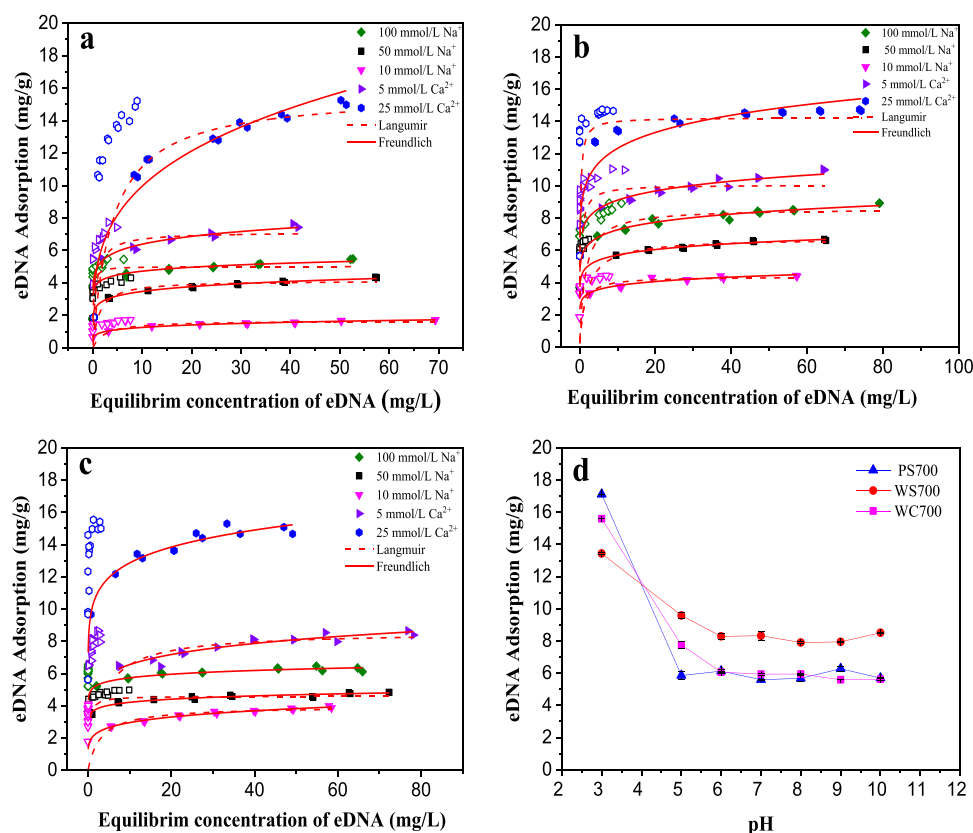 a
eDNA Adsorption (mg/g)
20
18
16
14
12
10
8
6
4
2
0
100 mmol/L Na⁺
50 mmol/L Na⁺
10 mmol/L Na⁺
5 mmol/L Ca²⁺
25 mmol/L Ca²⁺
Langumir
Freundlich
0 10 20 30 40 50 60 70
Equilibrim concentration of eDNA (mg/L)
b
eDNA Adsorption (mg/g)
20
18
16
14
12
10
8
6
4
2
0
100 mmol/L Na⁺
50 mmol/L Na⁺
10 mmol/L Na⁺
5 mmol/L Ca²⁺
25 mmol/L Ca²⁺
Langumir
Freundlich
0 20 40 60 80 100
Equilibrim concentration of eDNA (mg/L)
c
eDNA Adsorption (mg/g)
20
18
16
14
12
10
8
6
4
2
0
100 mmol/L Na⁺
50 mmol/L Na⁺
10 mmol/L Na⁺
5 mmol/L Ca²⁺
25 mmol/L Ca²⁺
Langmuir
Freundlich
0 20 40 60 80
Equilibrim concentration of eDNA (mg/L)
d
eDNA Adsorption (mg/g)
20
18
16
14
12
10
8
6
4
2
0
PS700
WS700
WC700
2 3 4 5 6 7 8 9 10 11 12
pH